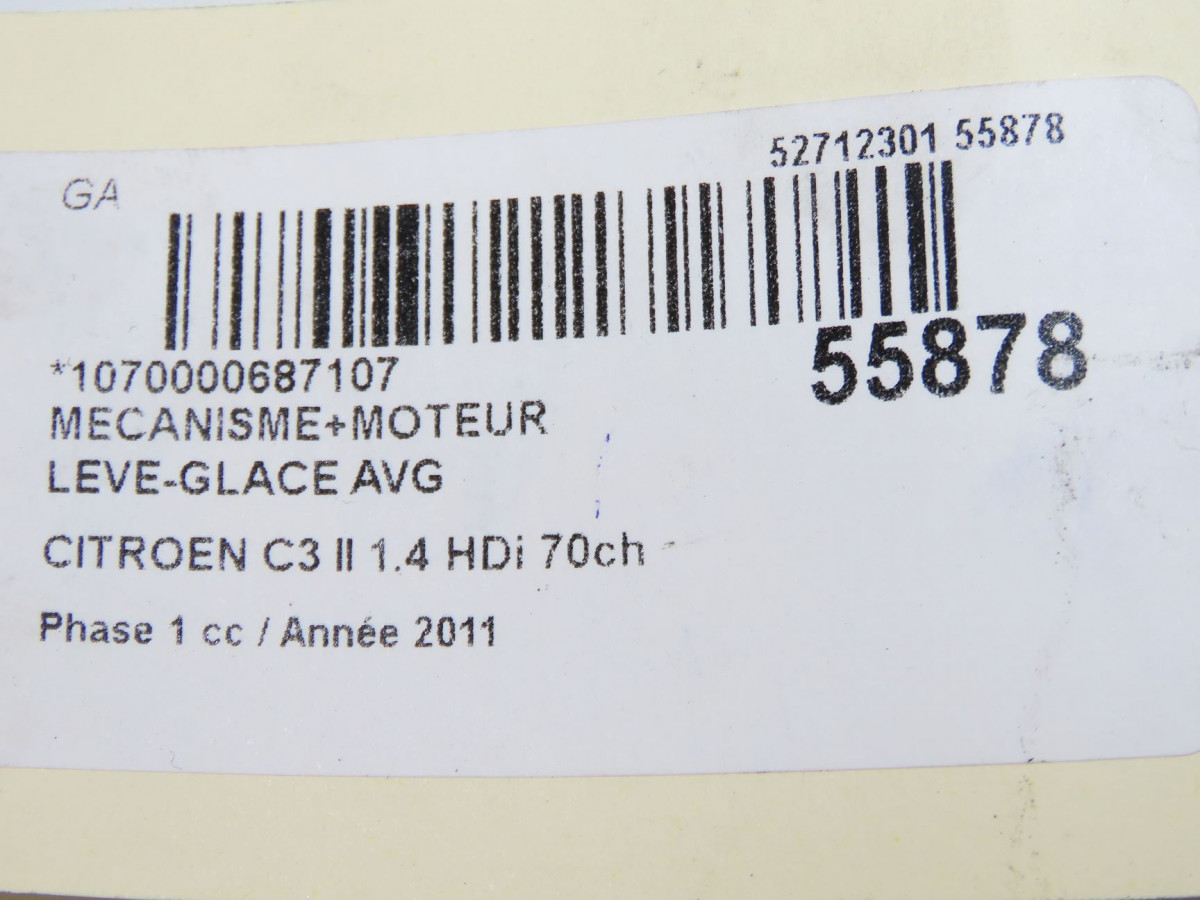 52712301 55878
GA
55878
*1070000687107
MECANISME+MOTEUR
LEVE-GLACE AVG
CITROEN C3 II 1.4 HDi 70ch
Phase 1 cc / Année 2011